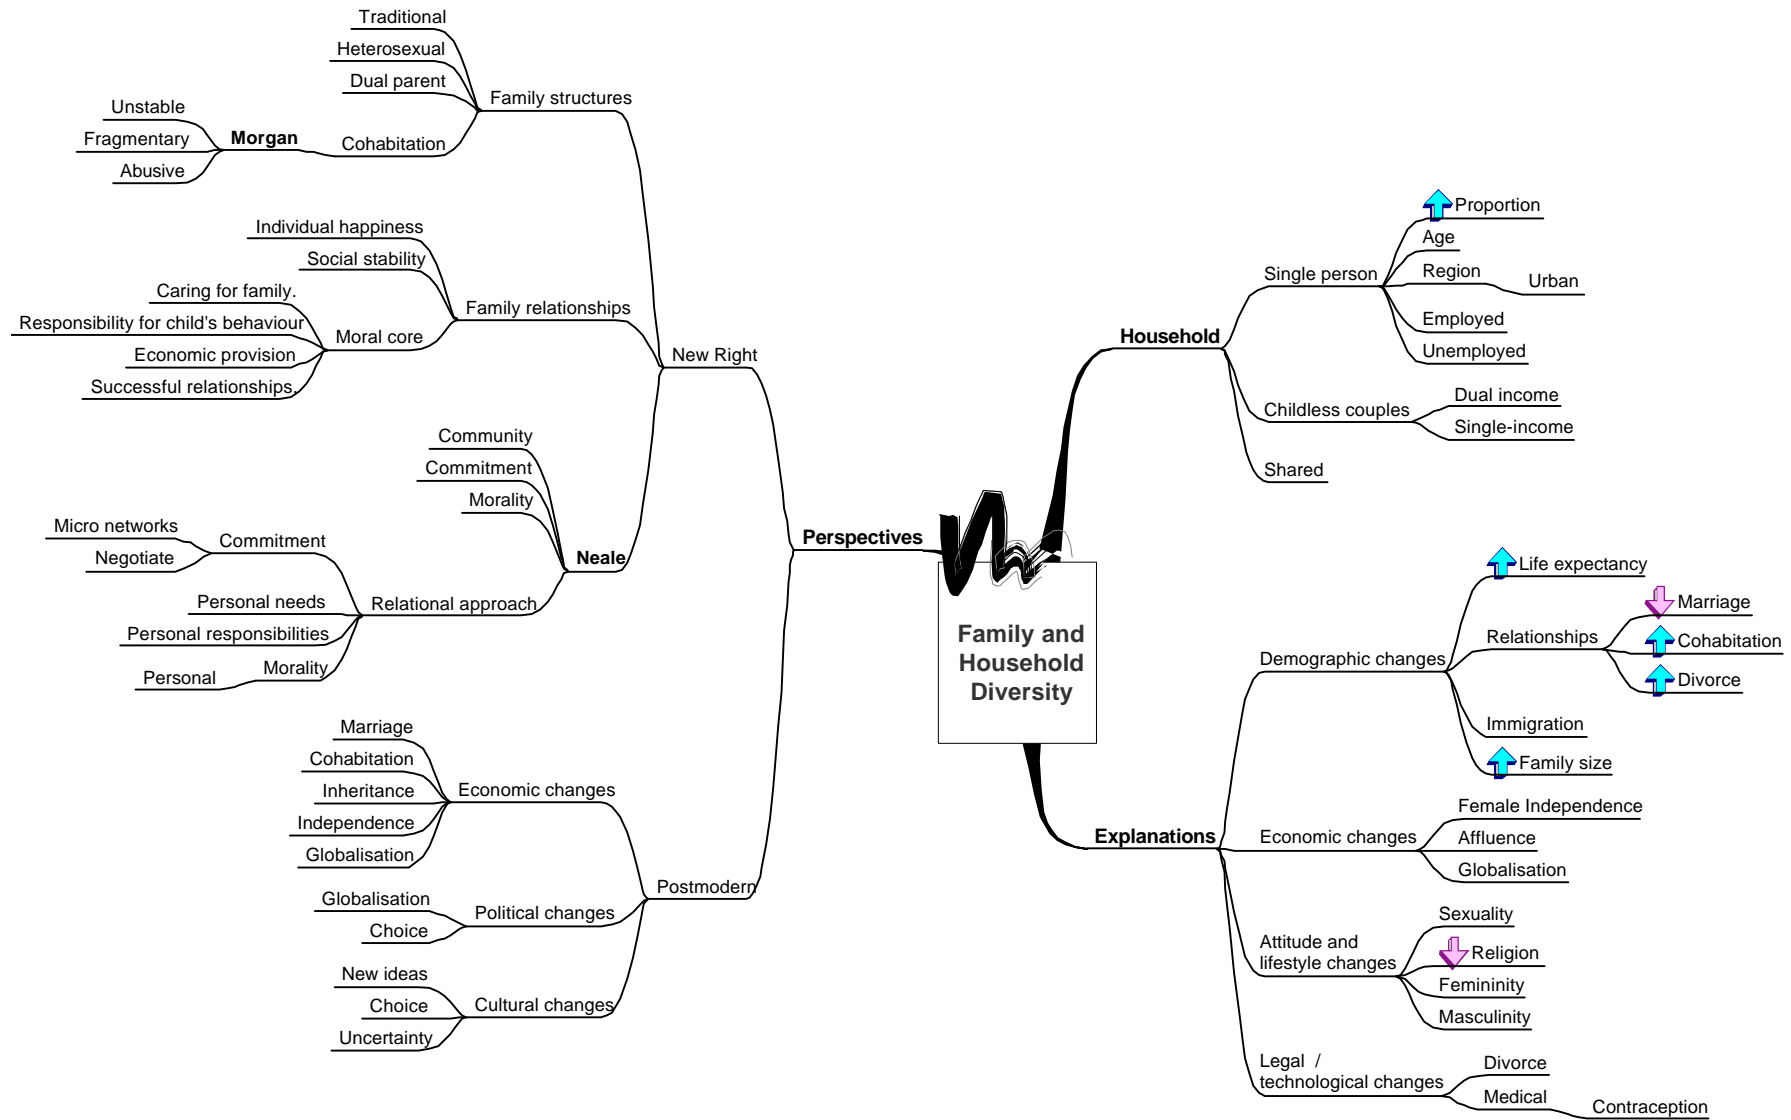 Traditional
Heterosexual
Dual parent
Family structures
Unstable
Fragmentary
Abusive
Morgan
Cohabitation
Individual happiness
Social stability
Family relationships
Caring for family.
Responsibility for child's behaviour
Economic provision
Successful relationships.
Moral core
New Right
Community
Commitment
Morality
Neale
Micro networks
Negotiate
Commitment
Personal needs
Personal responsibilities
Personal
Morality
Relational approach
Perspectives
Marriage
Cohabitation
Inheritance
Independence
Globalisation
Economic changes
Postmodern
Globalisation
Choice
Political changes
New ideas
Choice
Uncertainty
Cultural changes
Family and
Household
Diversity
Household
Single person
Proportion
Age
Region
Urban
Employed
Unemployed
Childless couples
Dual income
Single-income
Shared
Explanations
Demographic changes
Life expectancy
Relationships
Marriage
Cohabitation
Divorce
Immigration
Family size
Economic changes
Female Independence
Affluence
Globalisation
Attitude and
lifestyle changes
Sexuality
Religion
Femininity
Masculinity
Legal /
technological changes
Divorce
Medical
Contraception